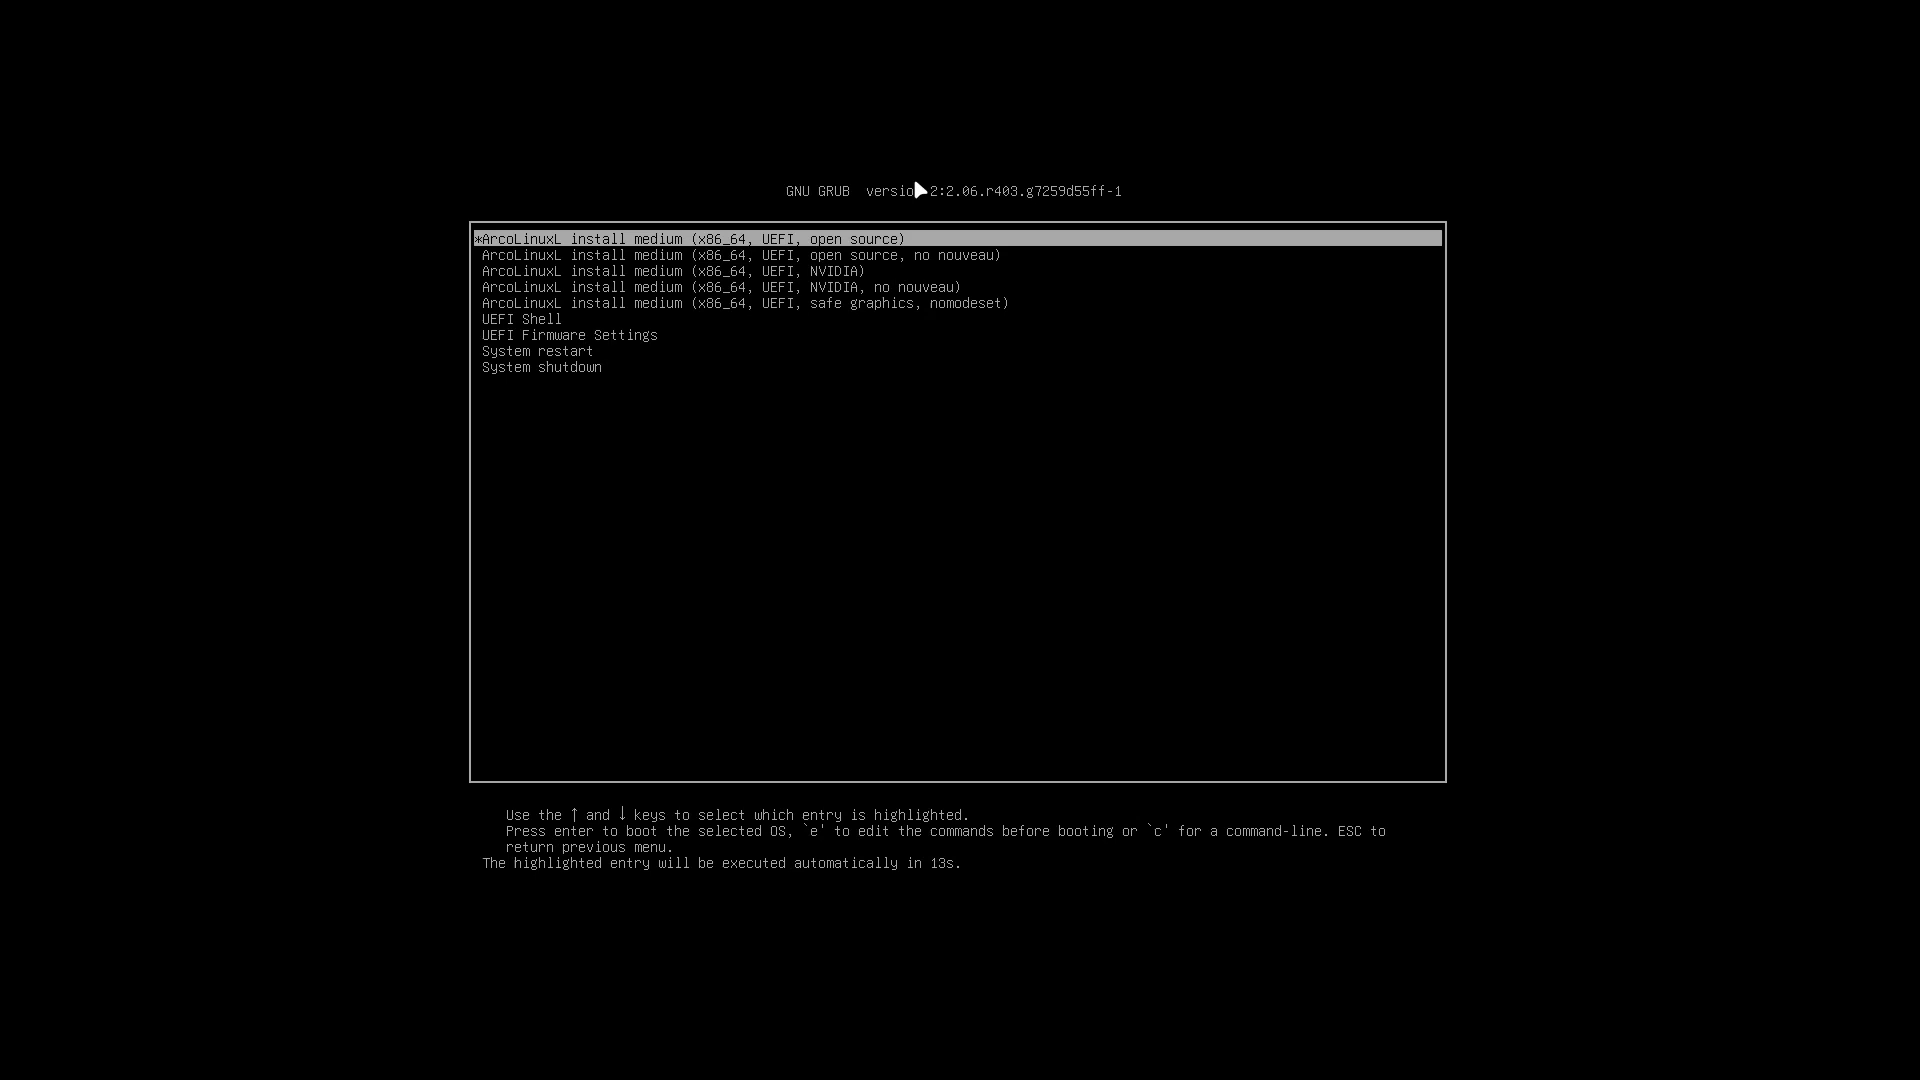 GNU GRUB  versio 2:2.06.r403.g7259d55ff-1
*ArcoLinuxL install medium (x86_64, UEFI, open source)
ArcoLinuxL install medium (x86_64, UEFI, open source, no nouveau)
ArcoLinuxL install medium (x86_64, UEFI, NVIDIA)
ArcoLinuxL install medium (x86_64, UEFI, NVIDIA, no nouveau)
ArcoLinuxL install medium (x86_64, UEFI, safe graphics, nomodeset)
UEFI Shell
UEFI Firmware Settings
System restart
System shutdown
Use the ↑ and ↓ keys to select which entry is highlighted.
Press enter to boot the selected OS, `e' to edit the commands before booting or `c' for a command-line. ESC to
return previous menu.
The highlighted entry will be executed automatically in 13s.